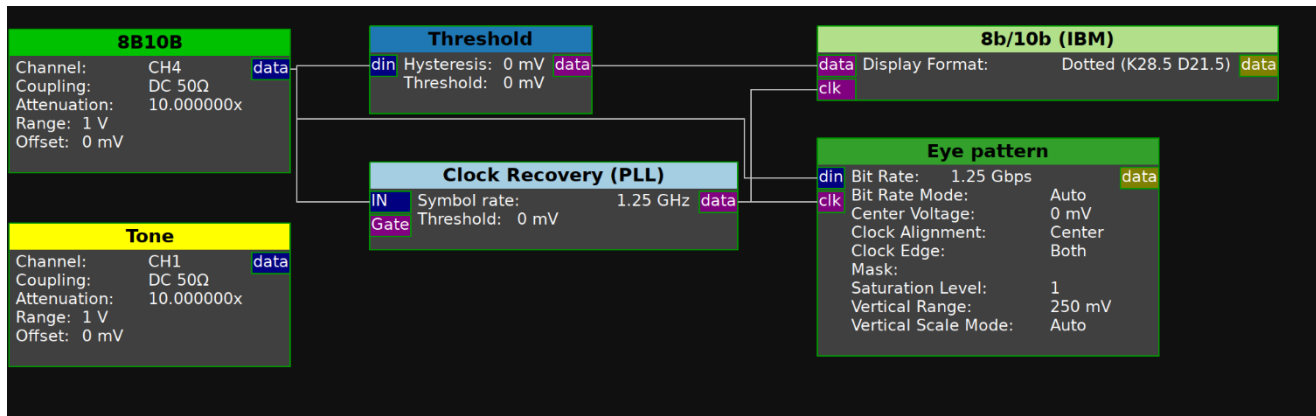 8B10B
Channel: CH4 data
Coupling: DC 50Ω
Attenuation: 10.000000x
Range: 1 V
Offset: 0 mV
Tone
Channel: CH1 data
Coupling: DC 50Ω
Attenuation: 10.000000x
Range: 1 V
Offset: 0 mV
Threshold
din Hysteresis: 0 mV data
Threshold: 0 mV
Clock Recovery (PLL)
IN Symbol rate: 1.25 GHz data
Gate Threshold: 0 mV
8b/10b (IBM)
data Display Format: Dotted (K28.5 D21.5) data
clk
Eye pattern
din Bit Rate: 1.25 Gbps data
clk Bit Rate Mode: Auto
Center Voltage: 0 mV
Clock Alignment: Center
Clock Edge: Both
Mask:
Saturation Level: 1
Vertical Range: 250 mV
Vertical Scale Mode: Auto